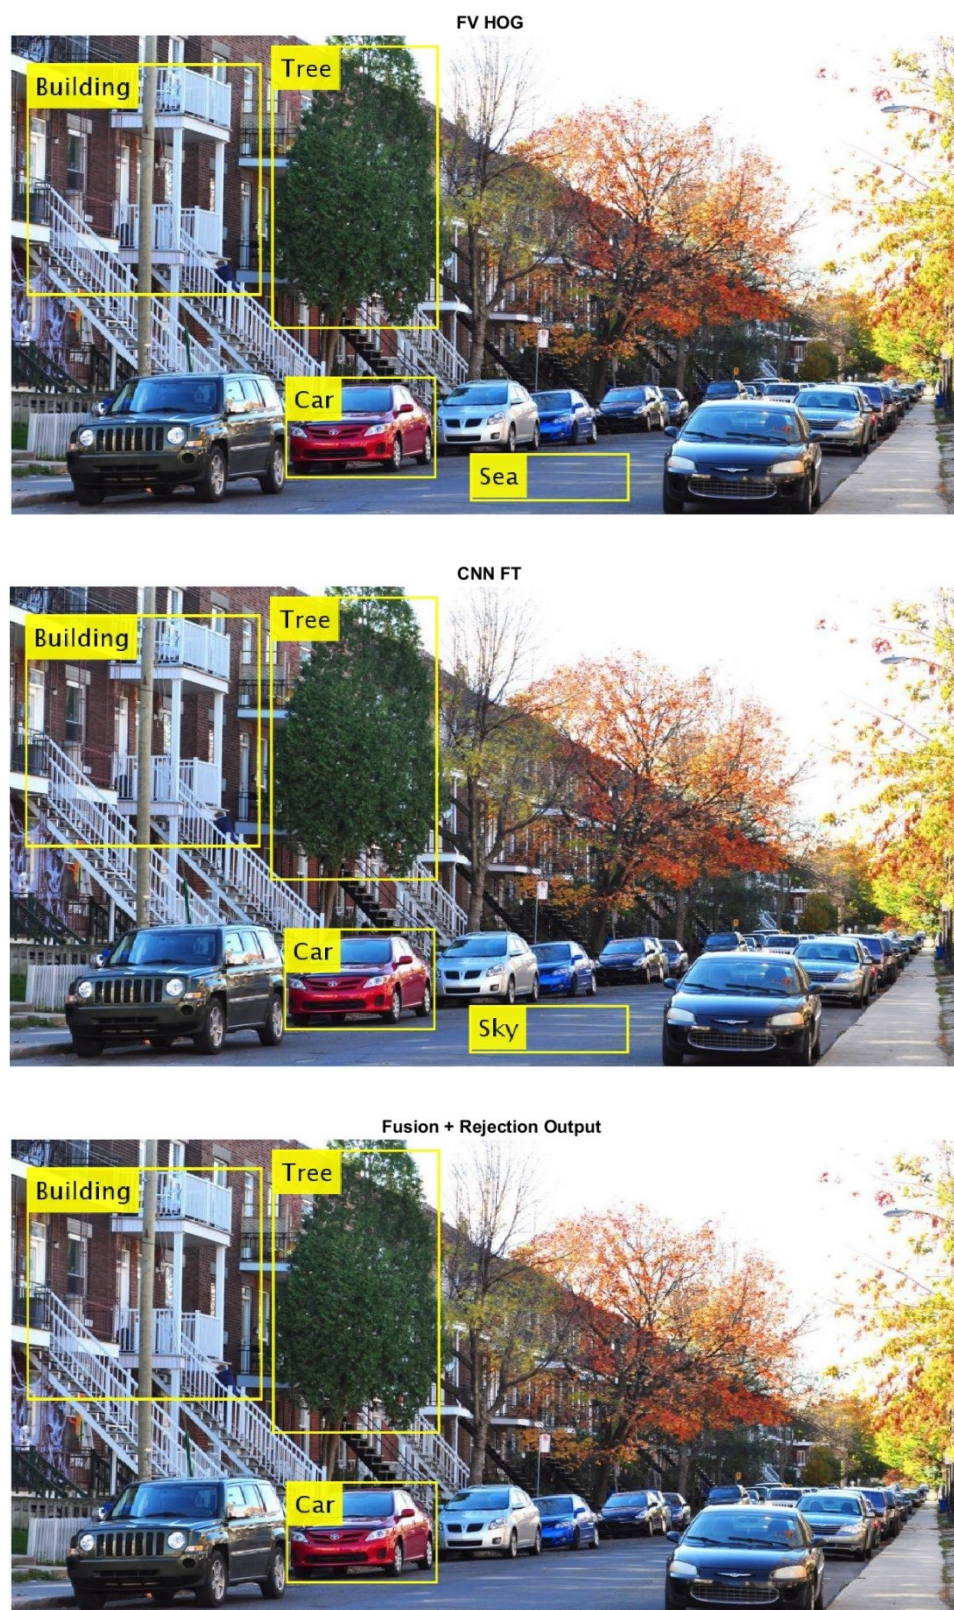 FV HOG
Tree
Building
Car
Sea
CNN FT
Tree
Building
Car
Sky
Fusion + Rejection Output
Tree
Building
Car